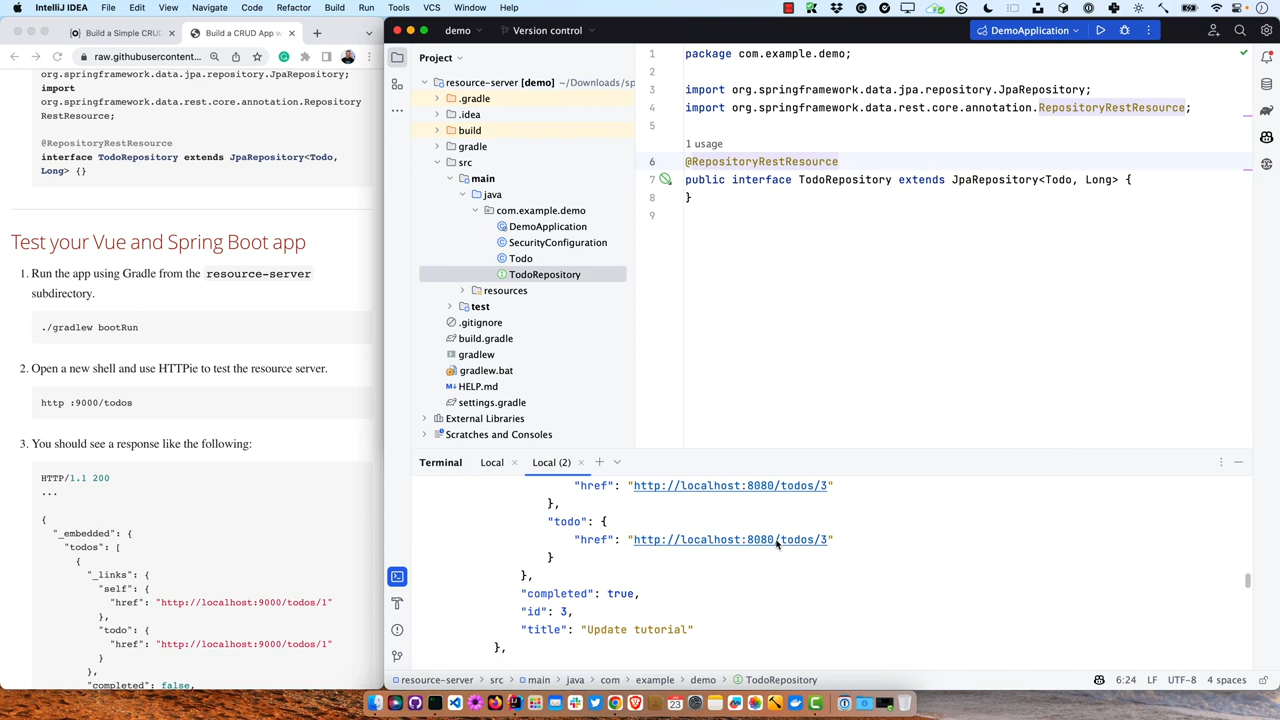 IntelliJ IDEA File Edit View Navigate Code Refactor Build Run Tools VCS Window Help
Build a Simple CRUD
Build a CRUD App w
raw.githubusercontent...
org.springframework.data.jpa.repository.JpaRepository;
import
org.springframework.data.rest.core.annotation.Repository
RestResource;
@RepositoryRestResource
interface TodoRepository extends JpaRepository<Todo,
Long> {}
Test your Vue and Spring Boot app
1. Run the app using Gradle from the resource-server
subdirectory.
./gradlew bootRun
2. Open a new shell and use HTTPie to test the resource server.
http :9000/todos
3. You should see a response like the following:
HTTP/1.1 200
...
{
"_embedded": {
"todos": [
{
"_links": {
"self": {
"href": "http://localhost:9000/todos/1"
},
"todo": {
"href": "http://localhost:9000/todos/1"
}
},
"completed": false,
demo Version control DemoApplication
Project
resource-server [demo] ~/Downloads/sp
.gradle
.idea
build
gradle
src
main
java
com.example.demo
DemoApplication
SecurityConfiguration
Todo
TodoRepository
resources
test
.gitignore
build.gradle
gradlew
gradlew.bat
HELP.md
settings.gradle
External Libraries
Scratches and Consoles
1 package com.example.demo;
2
3 import org.springframework.data.jpa.repository.JpaRepository;
4 import org.springframework.data.rest.core.annotation.RepositoryRestResource;
5
1 usage
6 @RepositoryRestResource
7 public interface TodoRepository extends JpaRepository<Todo, Long> {
8 }
9
Terminal Local Local (2)
"href": "http://localhost:8080/todos/3"
},
"todo": {
"href": "http://localhost:8080/todos/3"
}
},
"completed": true,
"id": 3,
"title": "Update tutorial"
},
resource-server src main java com example demo TodoRepository 6:24 LF UTF-8 4 spaces
23